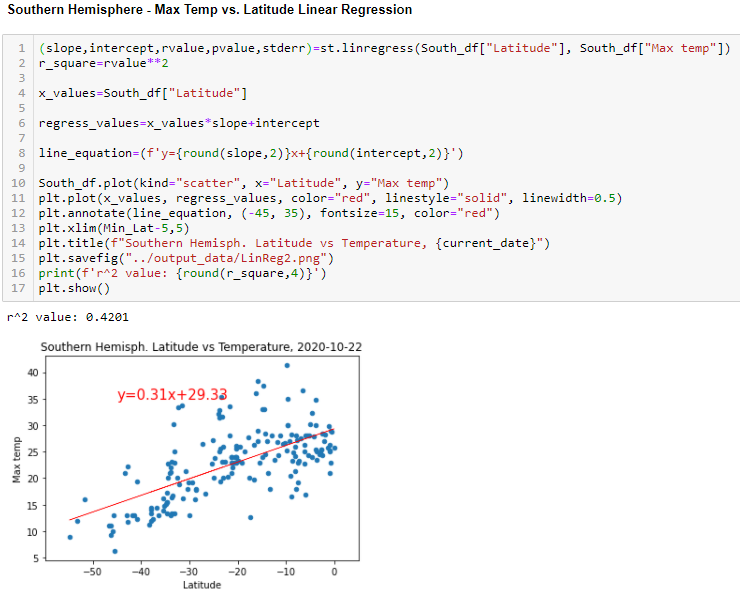 Southern Hemisphere - Max Temp vs. Latitude Linear Regression
1 (slope,intercept,rvalue,pvalue,stderr)=st.linregress(South_df["Latitude"], South_df["Max temp"])
2 r_square=rvalue**2
3
4 x_values=South_df["Latitude"]
5
6 regress_values=x_values*slope+intercept
7
8 line_equation=(f'y={round(slope,2)}x+{round(intercept,2)}')
9
10 South_df.plot(kind="scatter", x="Latitude", y="Max temp")
11 plt.plot(x_values, regress_values, color="red", linestyle="solid", linewidth=0.5)
12 plt.annotate(line_equation, (-45, 35), fontsize=15, color="red")
13 plt.xlim(Min_Lat-5,5)
14 plt.title(f"Southern Hemisph. Latitude vs Temperature, {current_date}")
15 plt.savefig("../output_data/LinReg2.png")
16 print(f'r^2 value: {round(r_square,4)}')
17 plt.show()
r^2 value: 0.4201
Southern Hemisph. Latitude vs Temperature, 2020-10-22
40
y=0.31x+29.33
35
30
25
20
15
10
5
Max temp
−50 −40 −30 −20 −10 0
Latitude